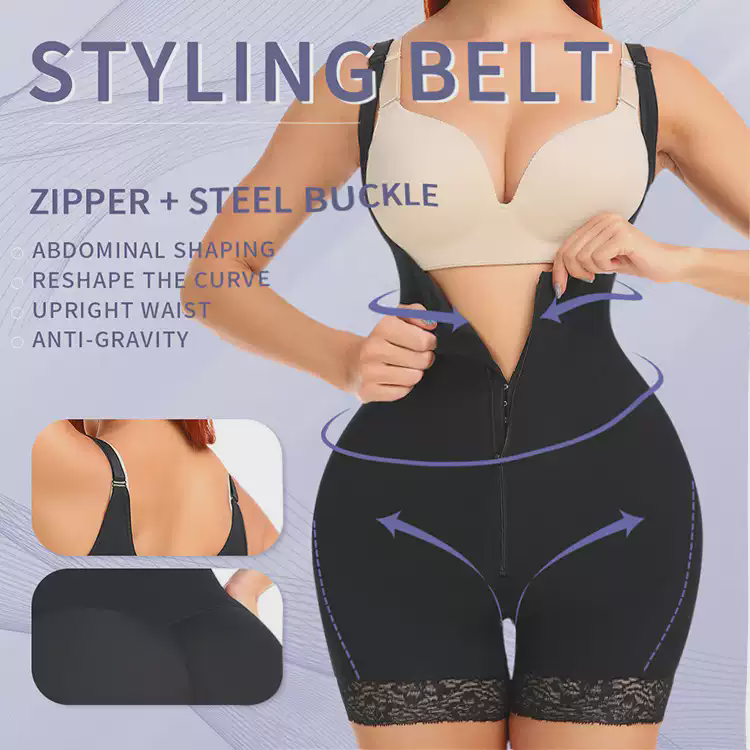 STYLING BELT
ZIPPER + STEEL BUCKLE
ABDOMINAL SHAPING
RESHAPE THE CURVE
UPRIGHT WAIST
ANTI-GRAVITY